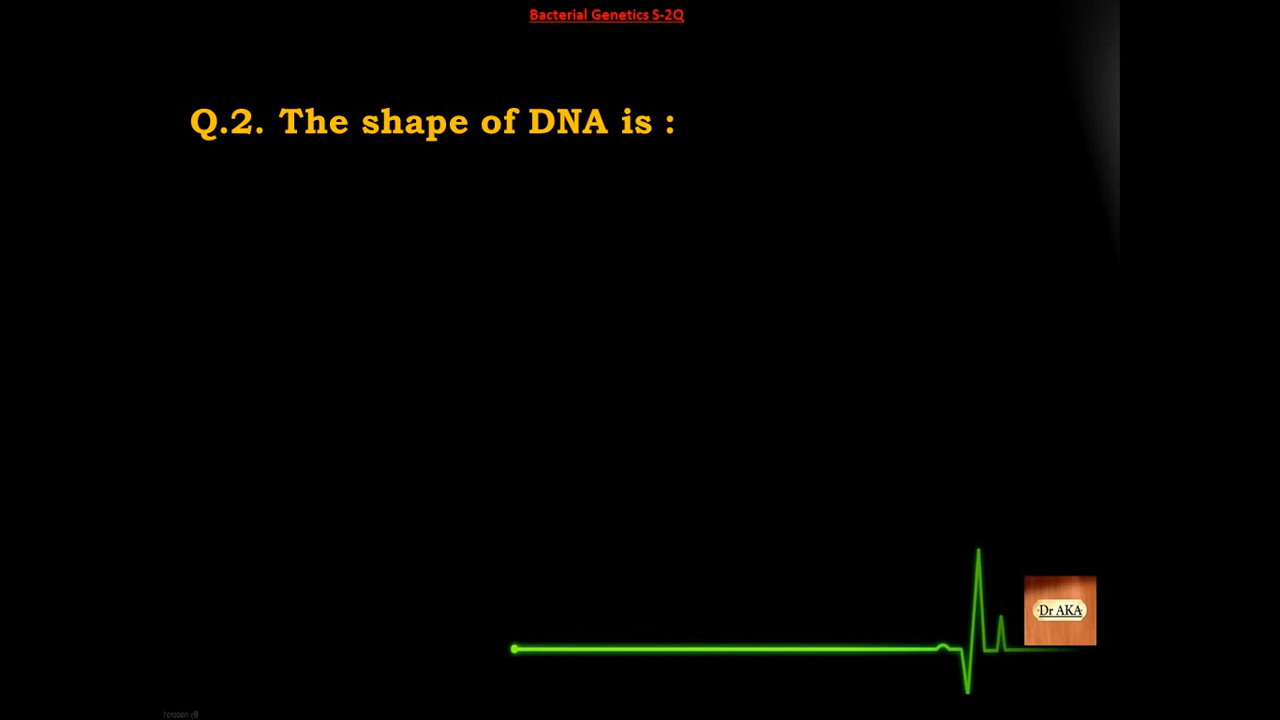 Bacterial Genetics S-2Q
Q.2. The shape of DNA is :
Dr AKA